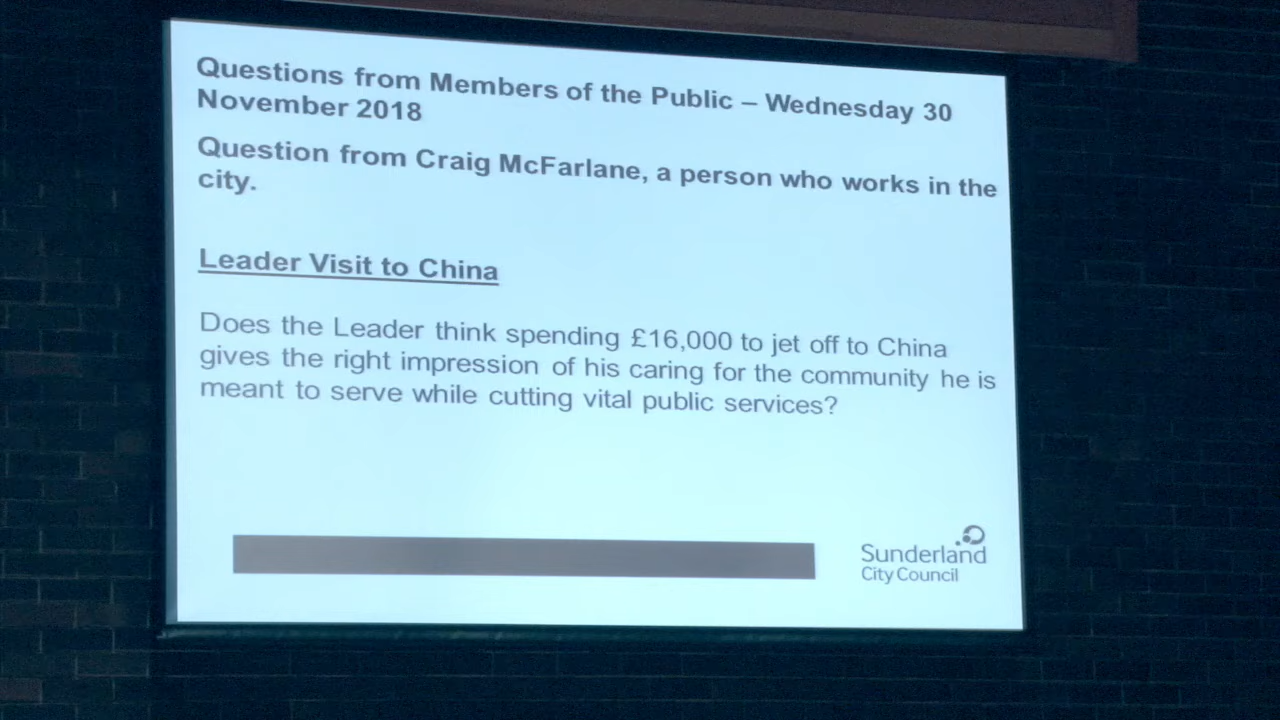 Questions from Members of the Public – Wednesday 30
November 2018
Question from Craig McFarlane, a person who works in the
city.
Leader Visit to China
Does the Leader think spending £16,000 to jet off to China
gives the right impression of his caring for the community he is
meant to serve while cutting vital public services?
Sunderland
City Council